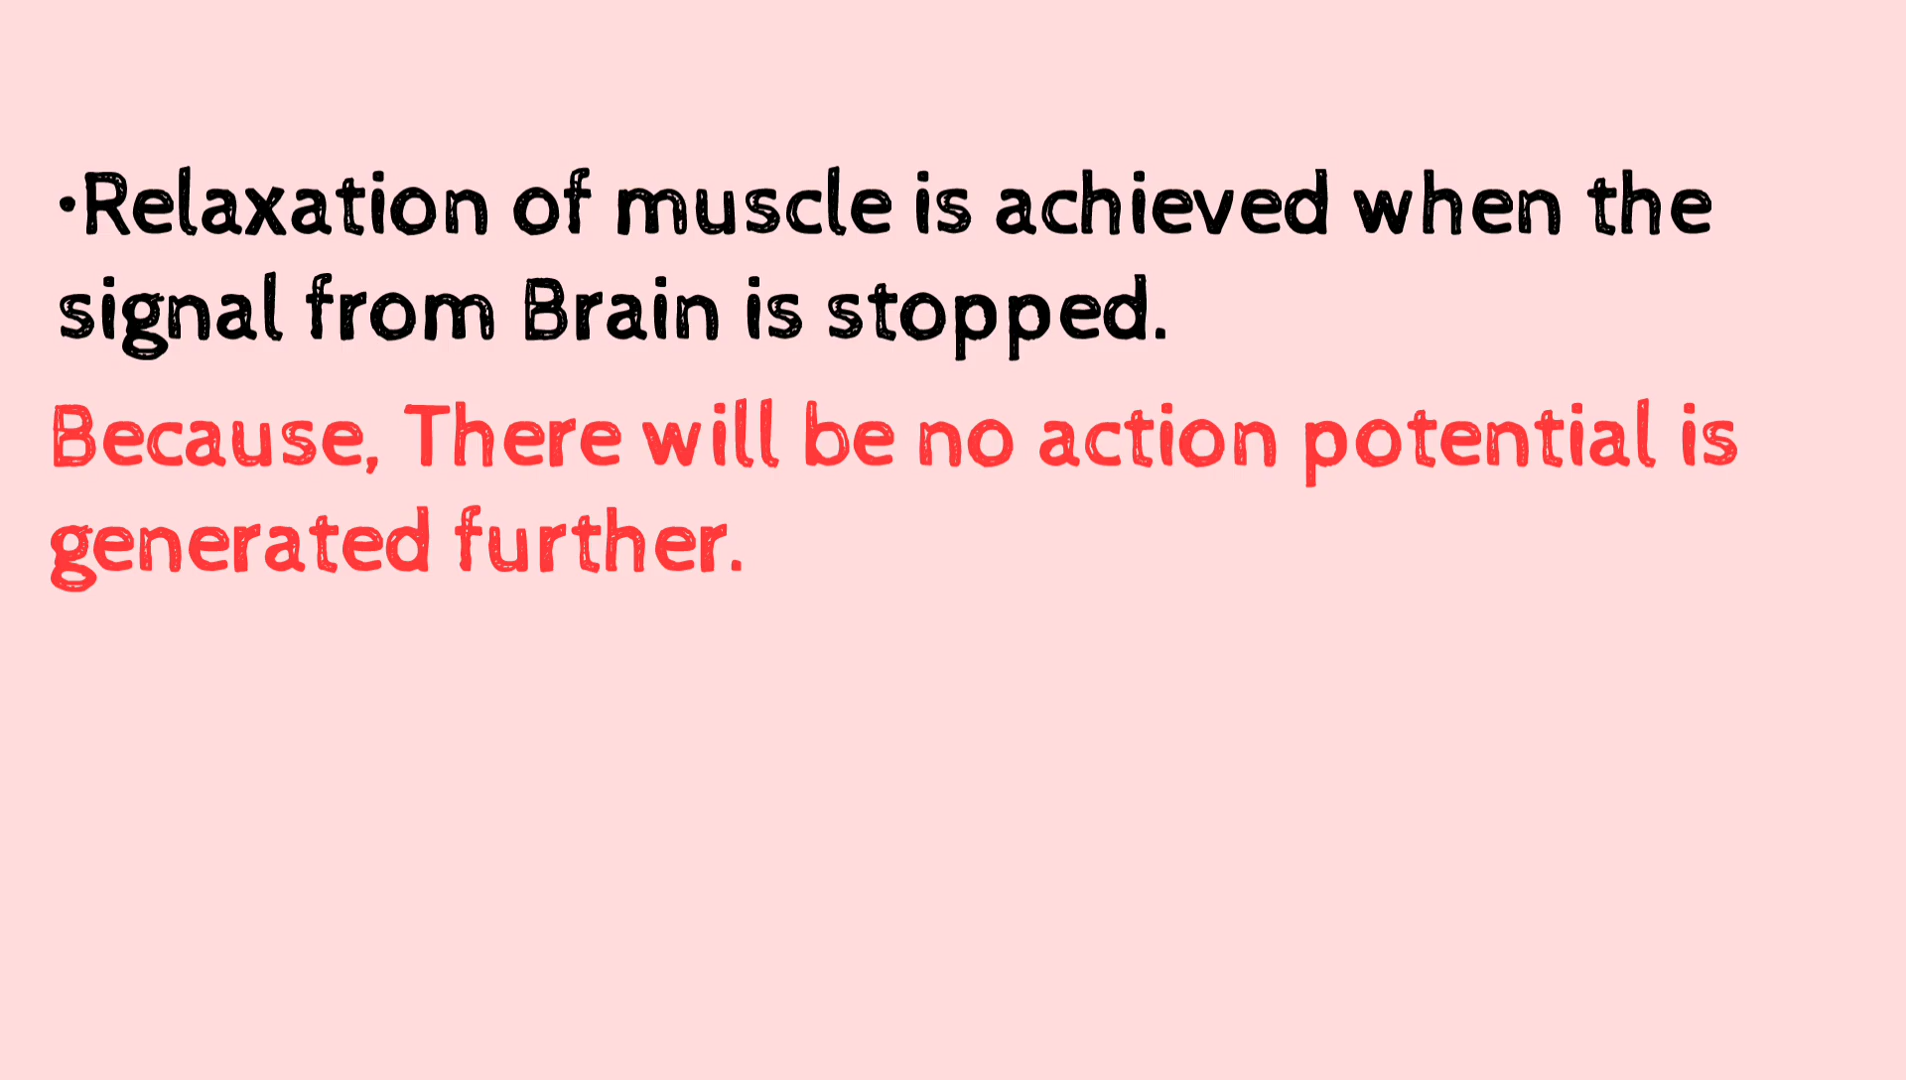 •Relaxation of muscle is achieved when the
signal from Brain is stopped.
Because, There will be no action potential is
generated further.